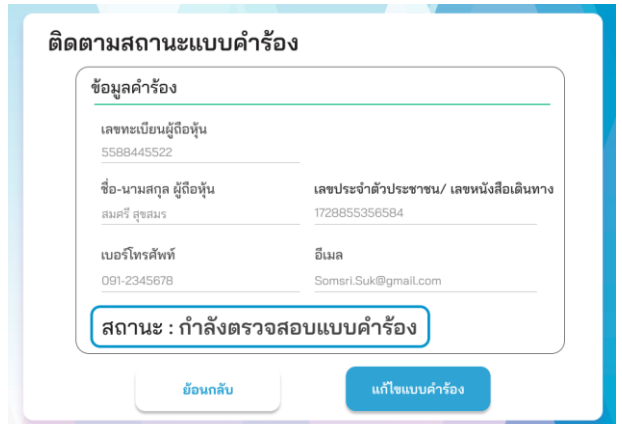 ติดตามสถานะแบบคำร้อง
ข้อมูลคำร้อง
เลขทะเบียนผู้ถือหุ้น
5588445522
ชื่อ-นามสกุล ผู้ถือหุ้น
สมศรี สุขสมร
เลขประจำตัวประชาชน/ เลขหนังสือเดินทาง
1728855356584
เบอร์โทรศัพท์
091-2345678
อีเมล
Somsri.Suk@gmail.com
สถานะ : กำลังตรวจสอบแบบคำร้อง
ย้อนกลับ
แก้ไขแบบคำร้อง